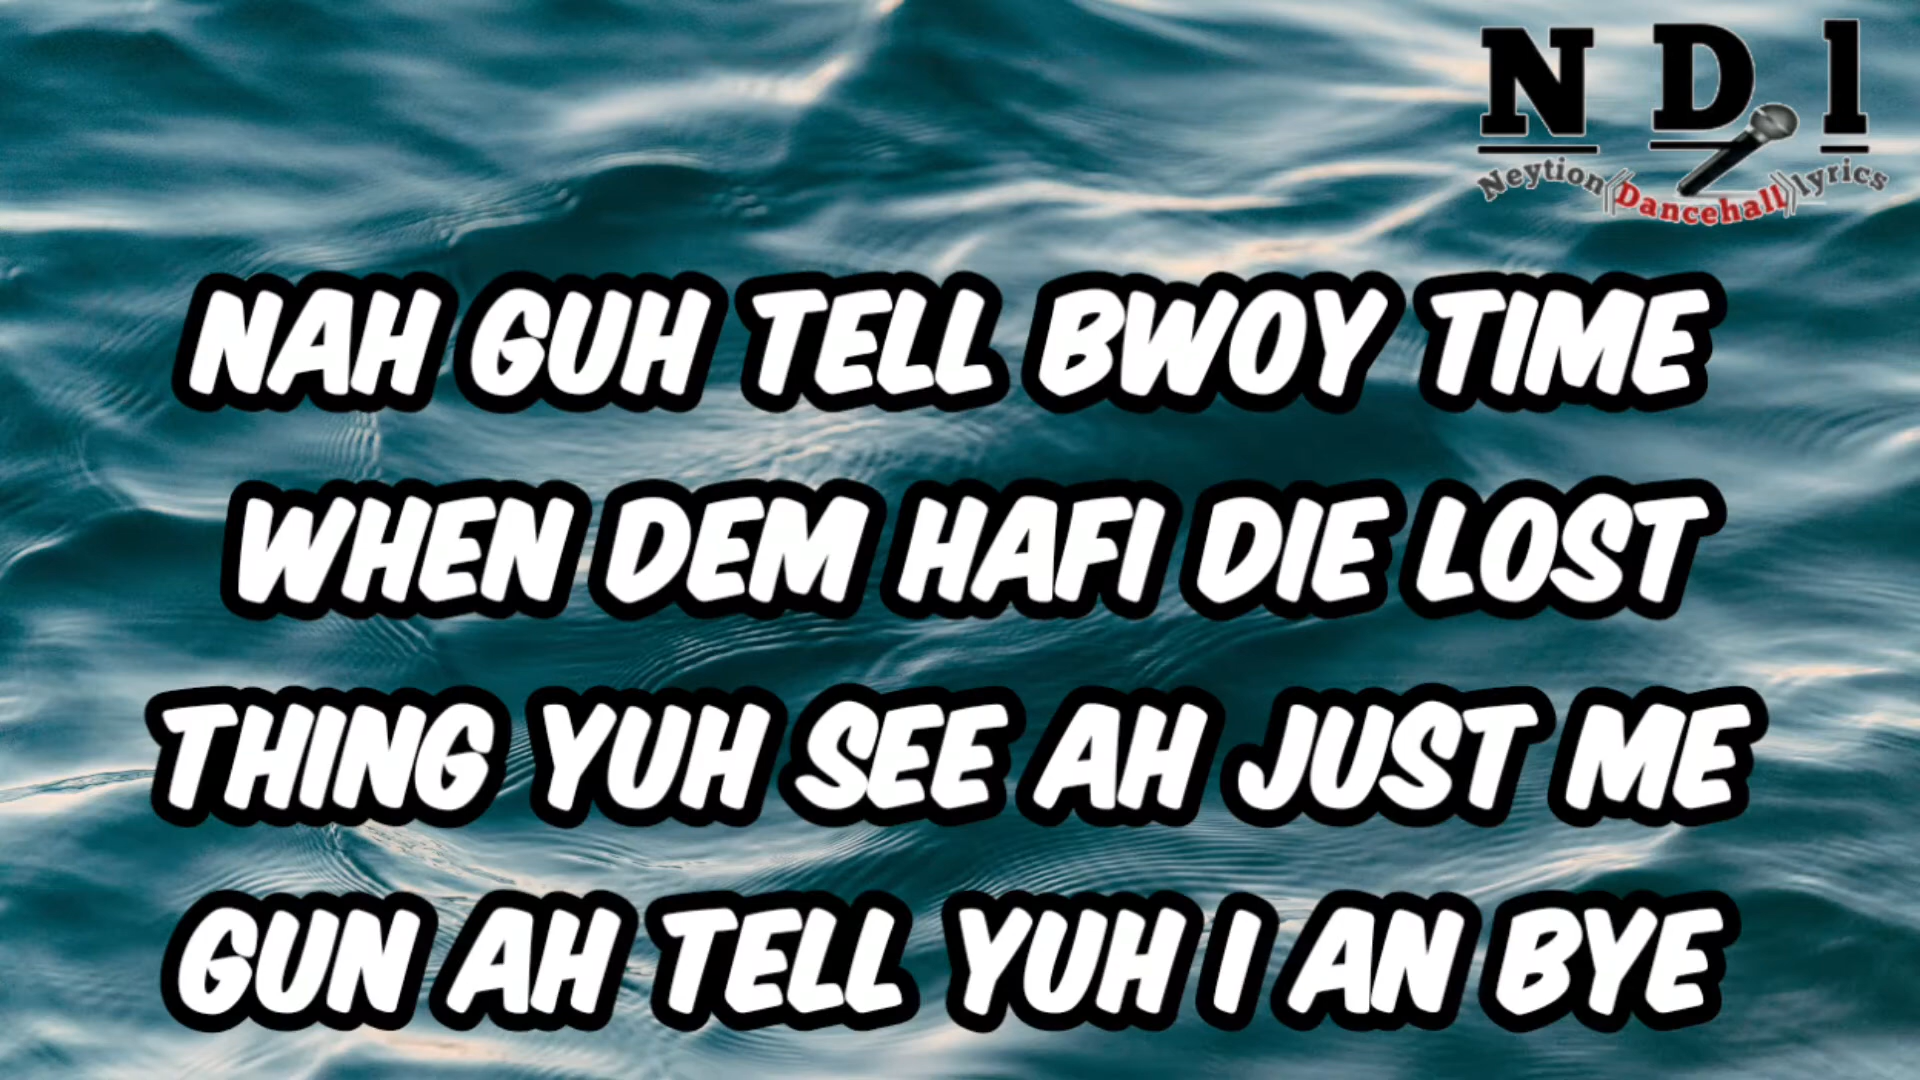 N D l
Neytion Dancehall lyrics
NAH GUH TELL BWOY TIME
WHEN DEM HAFI DIE LOST
THING YUH SEE AH JUST ME
GUN AH TELL YUH I AN BYE